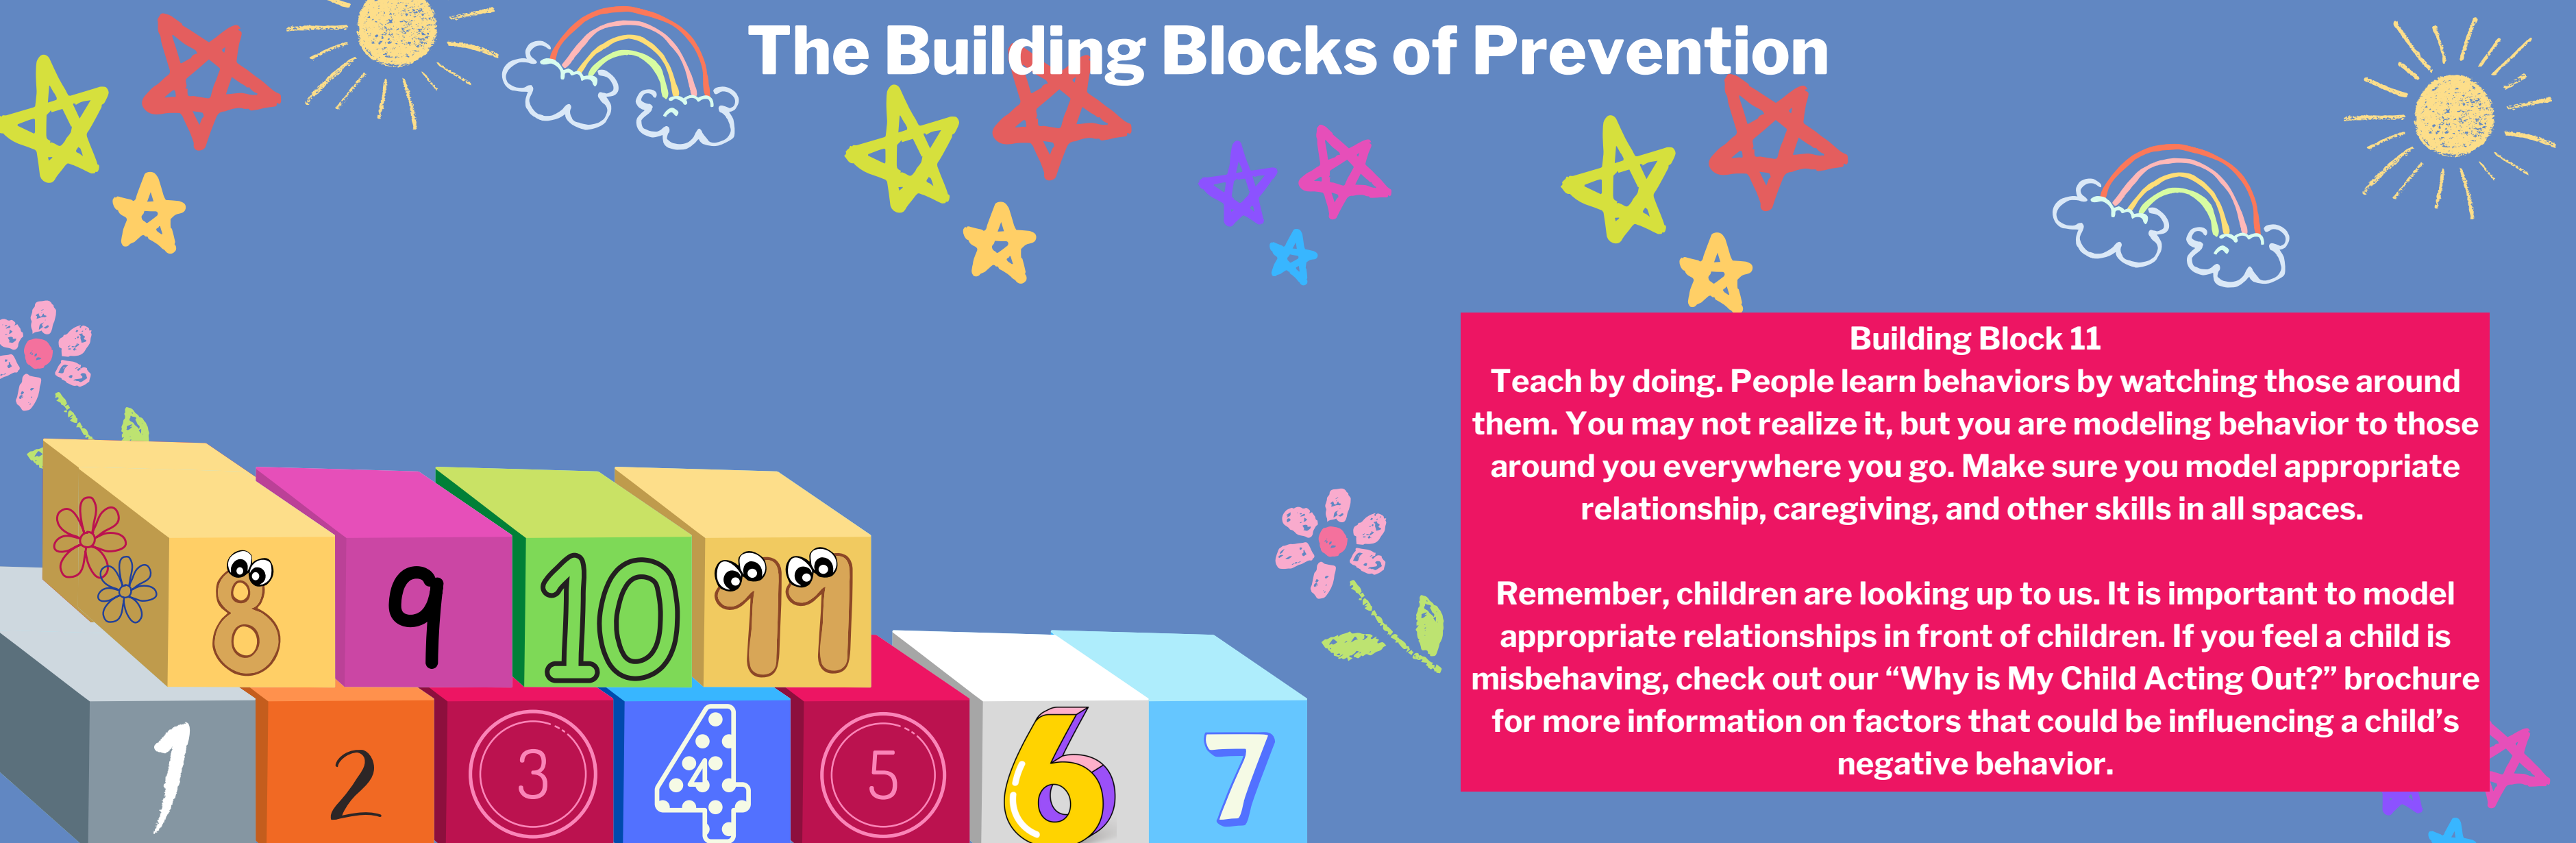 The Building Blocks of Prevention
Building Block 11
Teach by doing. People learn behaviors by watching those around
them. You may not realize it, but you are modeling behavior to those
around you everywhere you go. Make sure you model appropriate
relationship, caregiving, and other skills in all spaces.
Remember, children are looking up to us. It is important to model
appropriate relationships in front of children. If you feel a child is
misbehaving, check out our “Why is My Child Acting Out?” brochure
for more information on factors that could be influencing a child’s
negative behavior.
8 9 10 11
1 2 3 4 4 5 6 7